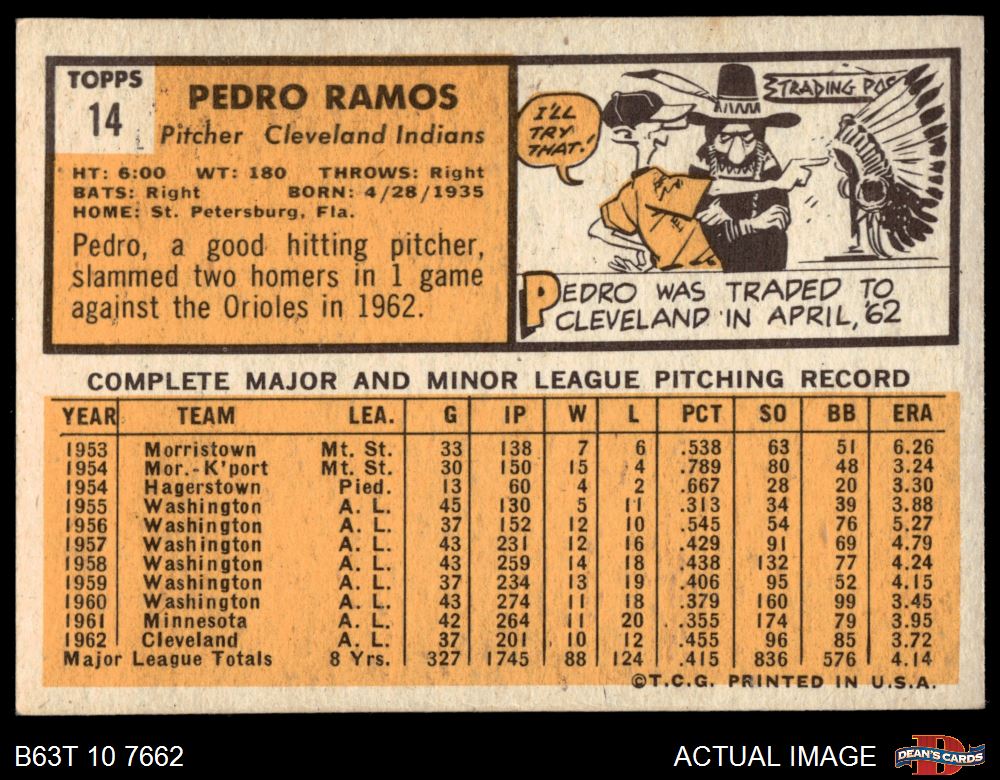 TOPPS
14
PEDRO RAMOS
Pitcher Cleveland Indians
HT: 6:00 WT: 180 THROWS: Right
BATS: Right BORN: 4/28/1935
HOME: St. Petersburg, Fla.
Pedro, a good hitting pitcher,
slammed two homers in 1 game
against the Orioles in 1962.
I'LL
TRY
THAT!
TRADING POS
PEDRO WAS TRADED TO
CLEVELAND IN APRIL, '62
COMPLETE MAJOR AND MINOR LEAGUE PITCHING RECORD
YEAR TEAM LEA. G IP W L PCT SO BB ERA
1953 Morristown Mt. St. 33 138 7 6 .538 63 51 6.26
1954 Mor.-K'port Mt. St. 30 150 15 4 .789 80 48 3.24
1954 Hagerstown Pied. 13 60 4 2 .667 28 20 3.30
1955 Washington A. L. 45 130 5 11 .313 34 39 3.88
1956 Washington A. L. 37 152 12 10 .545 54 76 5.27
1957 Washington A. L. 43 231 12 16 .429 91 69 4.79
1958 Washington A. L. 43 259 14 18 .438 132 77 4.24
1959 Washington A. L. 37 234 13 19 .406 95 52 4.15
1960 Washington A. L. 43 274 11 18 .379 160 99 3.45
1961 Minnesota A. L. 42 264 11 20 .355 174 79 3.95
1962 Cleveland A. L. 37 201 10 12 .455 96 85 3.72
Major League Totals 8 Yrs. 327 1745 88 124 .415 836 576 4.14
©T.C.G. PRINTED IN U.S.A.
B63T 10 7662
ACTUAL IMAGE
D
DEAN'S CARDS